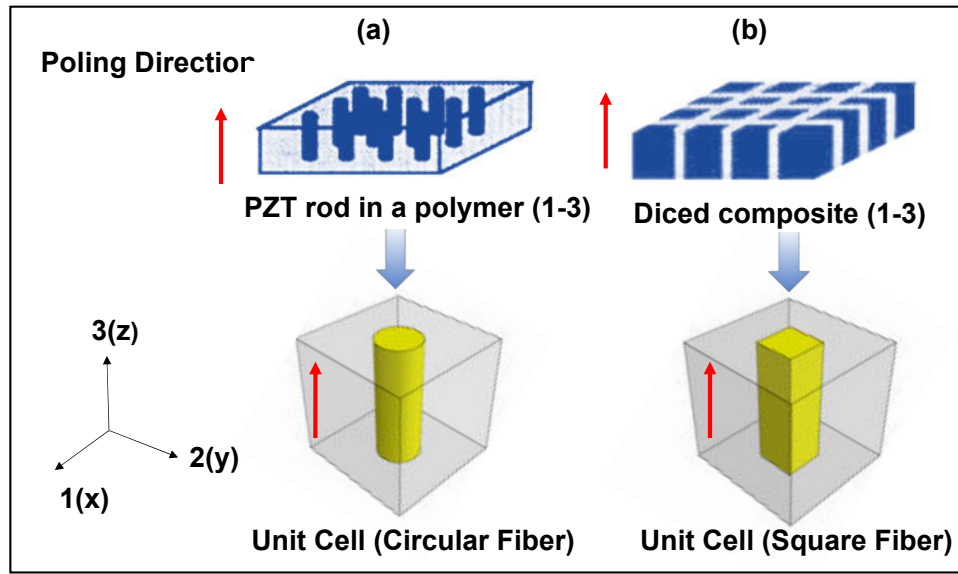 (a)
(b)
Poling Direction
PZT rod in a polymer (1-3)
Diced composite (1-3)
3(z)
2(y)
1(x)
Unit Cell (Circular Fiber)
Unit Cell (Square Fiber)